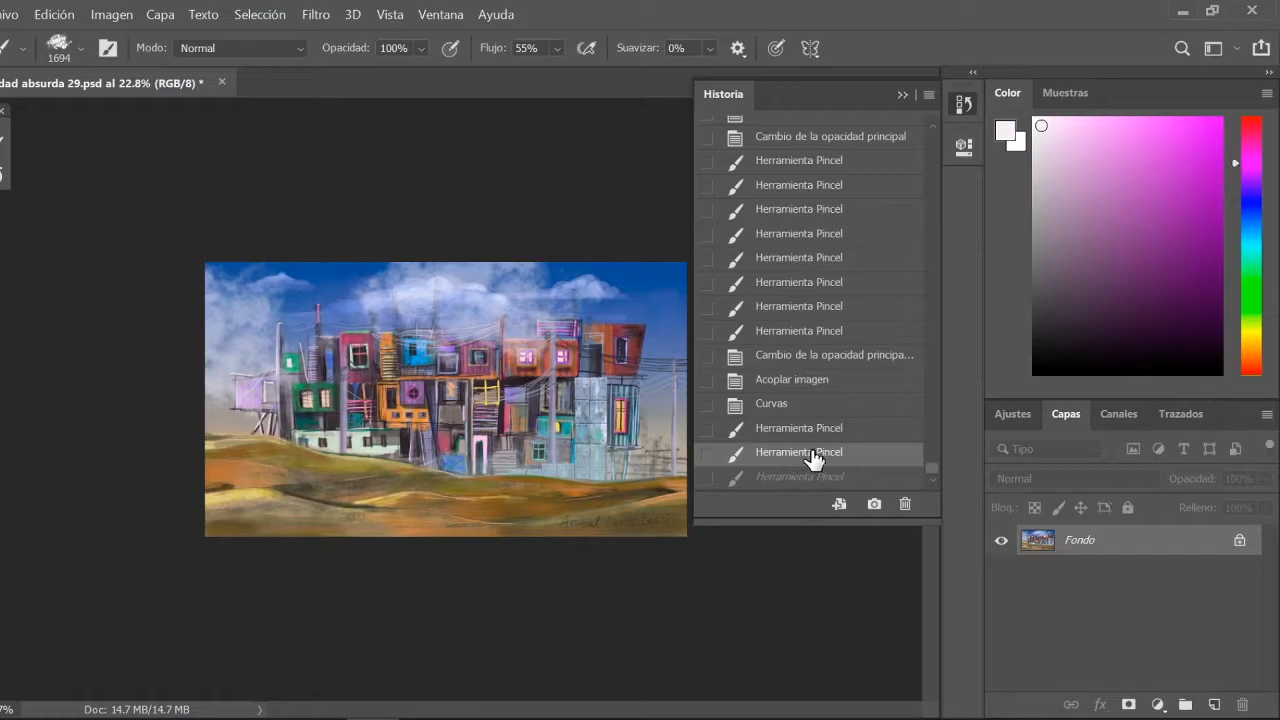 Edición Imagen Capa Texto Selección Filtro 3D Vista Ventana Ayuda
1694 Modo: Normal Opacidad: 100% Flujo: 55% Suavizar: 0%
dad absurda 29.psd al 22.8% (RGB/8) *
Historia
Cambio de la opacidad principal
Herramienta Pincel
Herramienta Pincel
Herramienta Pincel
Herramienta Pincel
Herramienta Pincel
Herramienta Pincel
Herramienta Pincel
Herramienta Pincel
Cambio de la opacidad principa...
Acoplar imagen
Curvas
Herramienta Pincel
Herramienta Pincel
Herramienta Pincel
Color Muestras
Ajustes Capas Canales Trazados
Tipo
Normal Opacidad: 100%
Bloq.: Relleno: 100%
Fondo
7% Doc: 14.7 MB/14.7 MB